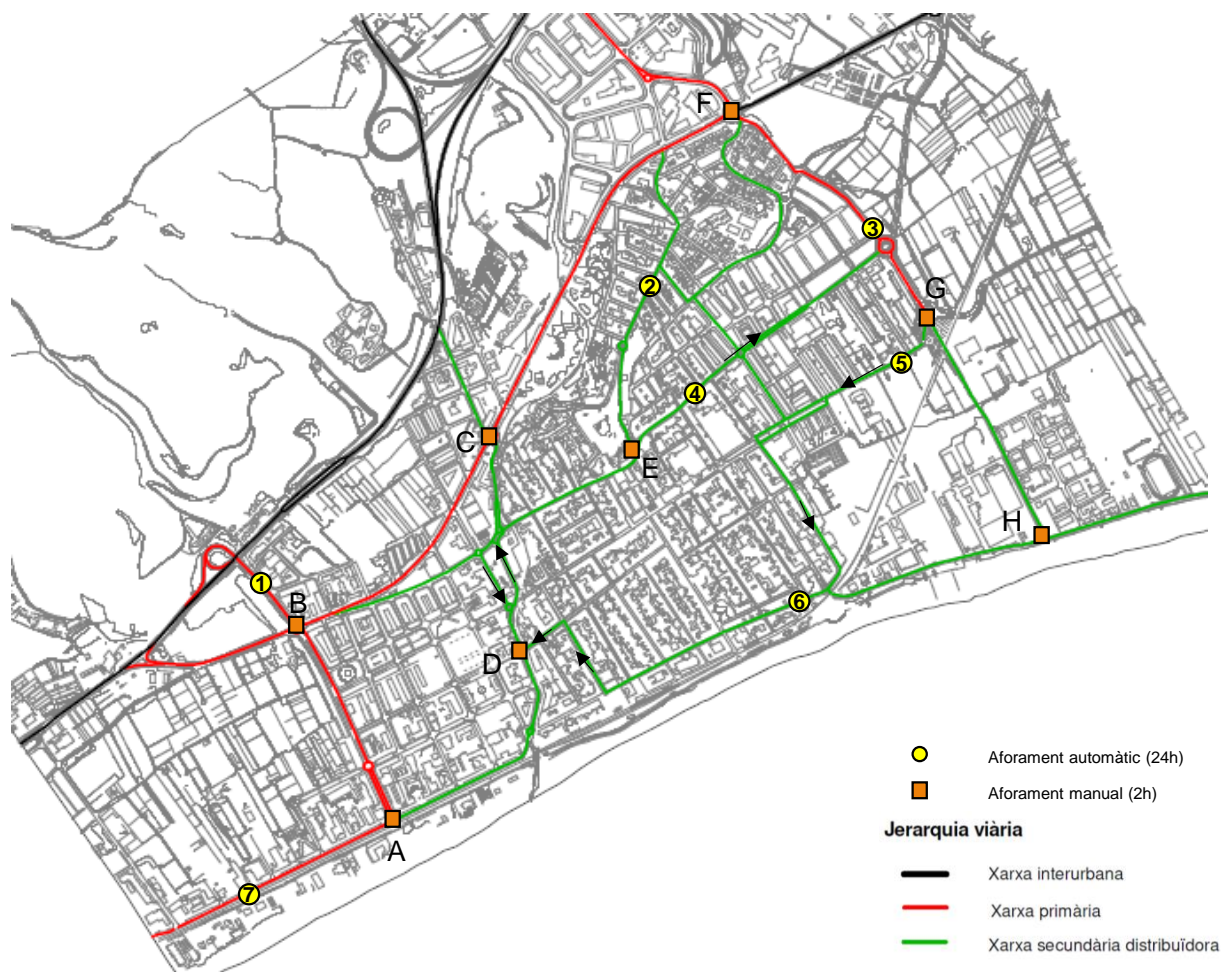 F
3
2
G
5
4
C
E
H
1
B
6
D
A
7
Aforament automàtic (24h)
Aforament manual (2h)
Jerarquia viària
Xarxa interurbana
Xarxa primària
Xarxa secundària distribuïdora